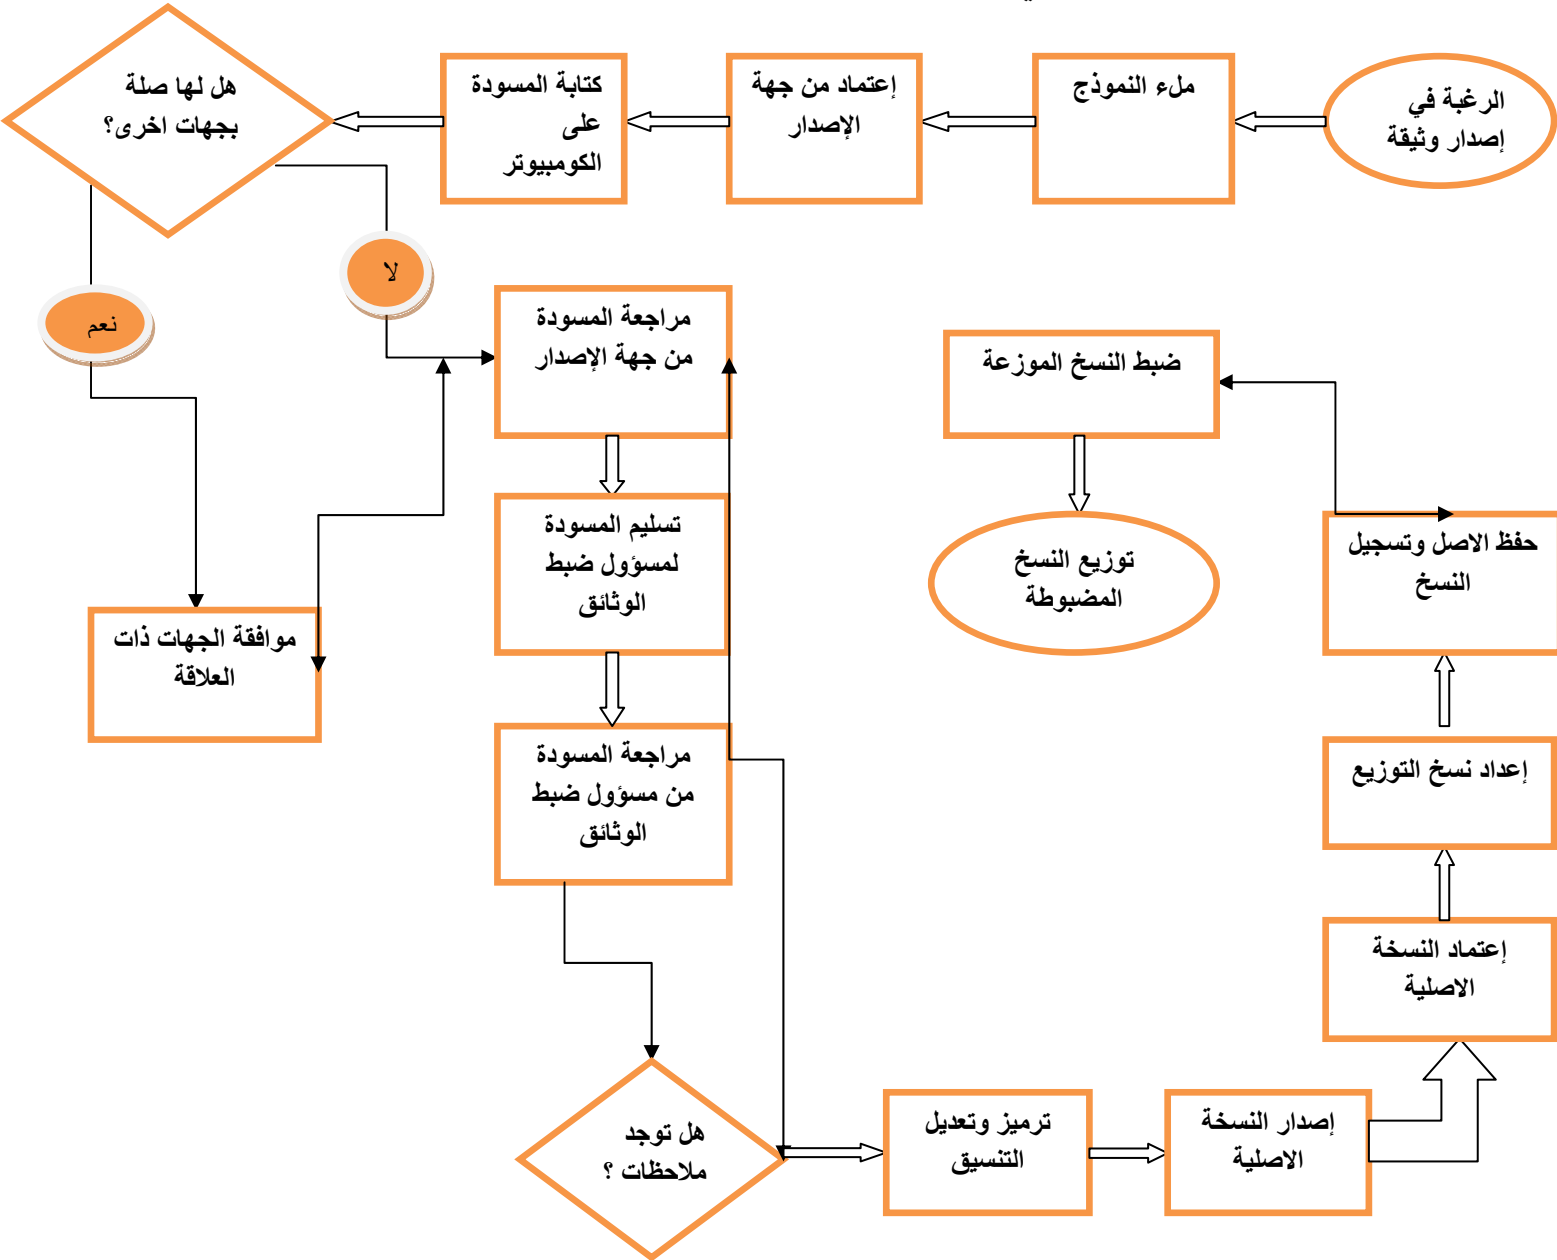 الرغبة في
إصدار وثيقة
ملء النموذج
إعتماد من جهة
الإصدار
كتابة المسودة
على
الكومبيوتر
هل لها صلة
بجهات اخرى؟
لا
نعم
مراجعة المسودة
من جهة الإصدار
ضبط النسخ الموزعة
تسليم المسودة
لمسؤول ضبط
الوثائق
توزيع النسخ
المضبوطة
حفظ الاصل وتسجيل
النسخ
موافقة الجهات ذات
العلاقة
مراجعة المسودة
من مسؤول ضبط
الوثائق
إعداد نسخ التوزيع
إعتماد النسخة
الاصلية
هل توجد
ملاحظات ؟
ترميز وتعديل
التنسيق
إصدار النسخة
الاصلية